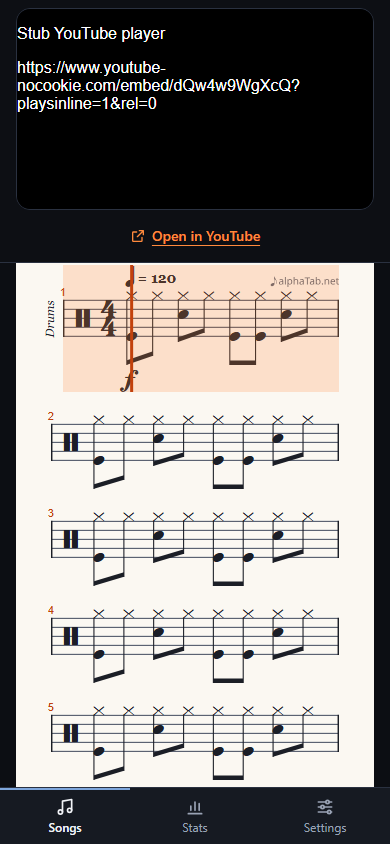 Stub YouTube player
https://www.youtube-
nocookie.com/embed/dQw4w9WgXcQ?
playsinline=1&rel=0
Open in YouTube
= 120
♪alphaTab.net
1
Drums
4
4
f
2
3
4
5
Songs
Stats
Settings